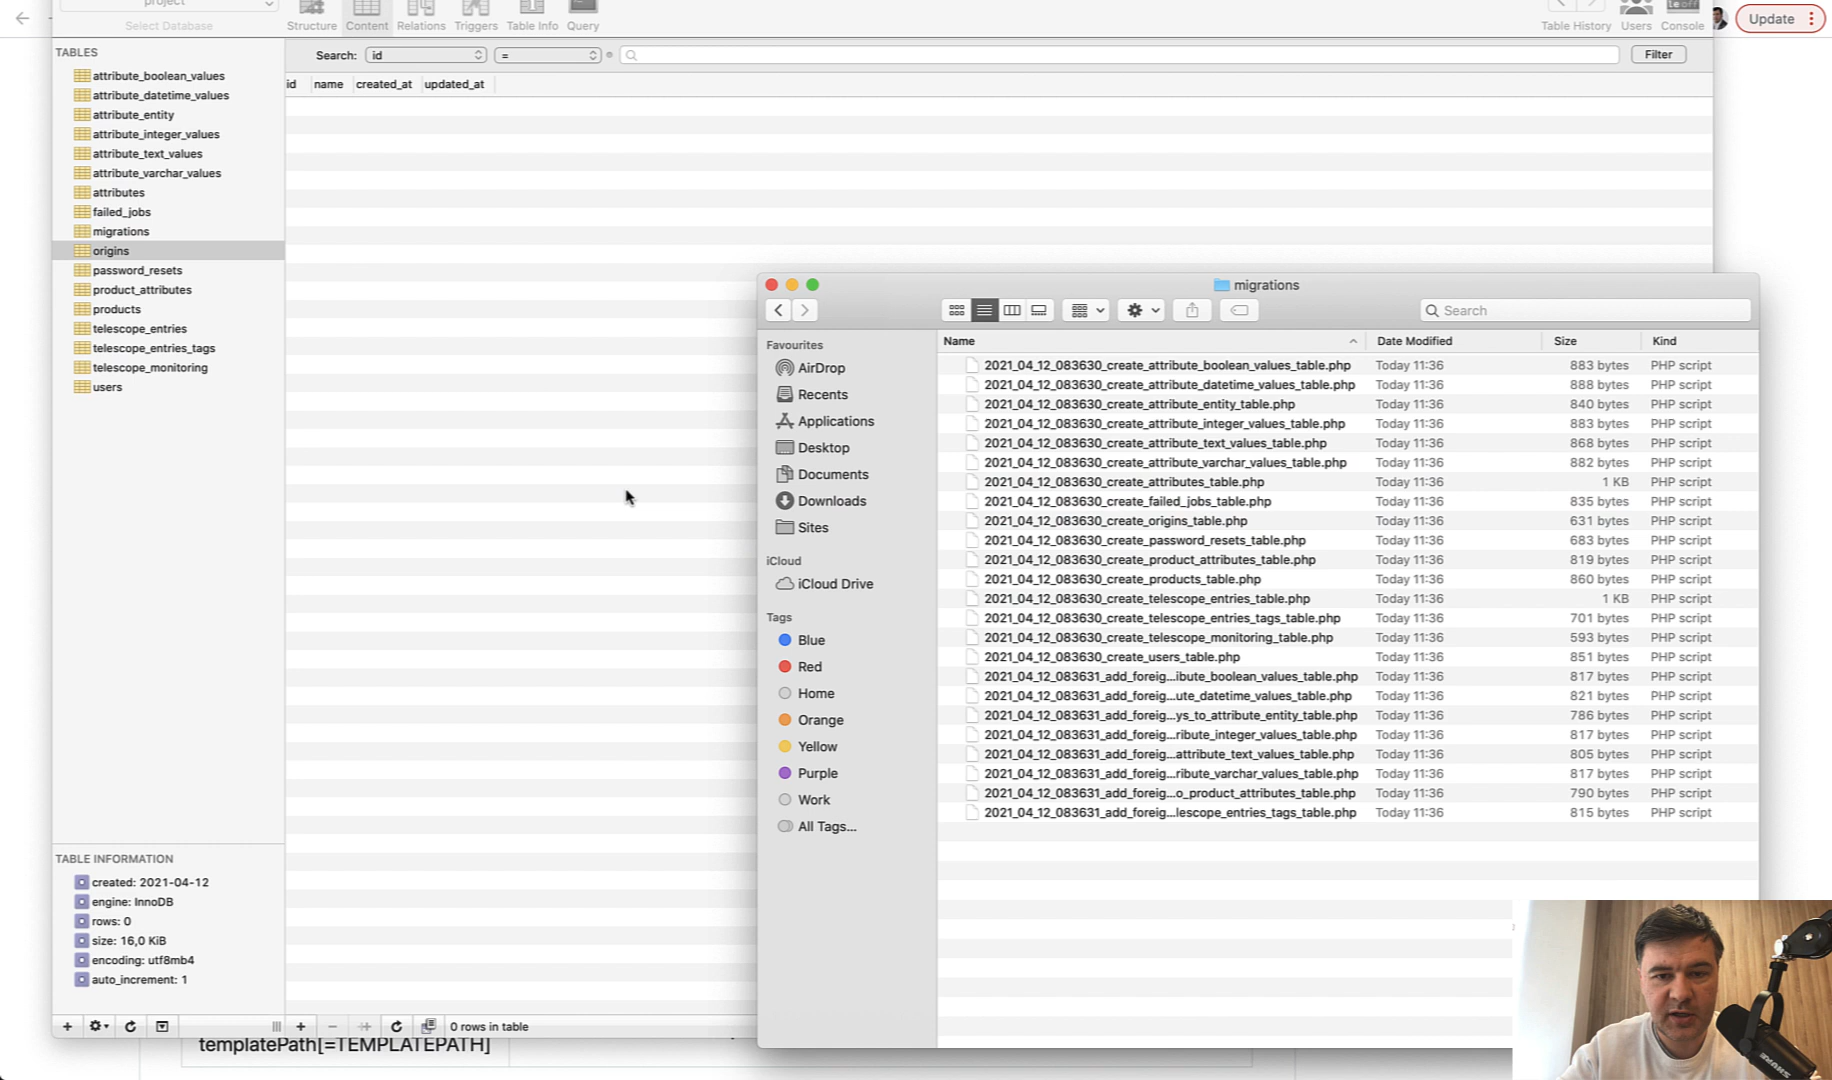 project
Select Database
Structure
Content
Relations
Triggers
Table Info
Query
Table History
Users
Console
Update
TABLES
attribute_boolean_values
attribute_datetime_values
attribute_entity
attribute_integer_values
attribute_text_values
attribute_varchar_values
attributes
failed_jobs
migrations
origins
password_resets
product_attributes
products
telescope_entries
telescope_entries_tags
telescope_monitoring
users
Search: id = Filter
id name created_at updated_at
migrations
Search
Favourites
AirDrop
Recents
Applications
Desktop
Documents
Downloads
Sites
iCloud
iCloud Drive
Tags
Blue
Red
Home
Orange
Yellow
Purple
Work
All Tags...
Name Date Modified Size Kind
2021_04_12_083630_create_attribute_boolean_values_table.php Today 11:36 883 bytes PHP script
2021_04_12_083630_create_attribute_datetime_values_table.php Today 11:36 888 bytes PHP script
2021_04_12_083630_create_attribute_entity_table.php Today 11:36 840 bytes PHP script
2021_04_12_083630_create_attribute_integer_values_table.php Today 11:36 883 bytes PHP script
2021_04_12_083630_create_attribute_text_values_table.php Today 11:36 868 bytes PHP script
2021_04_12_083630_create_attribute_varchar_values_table.php Today 11:36 882 bytes PHP script
2021_04_12_083630_create_attributes_table.php Today 11:36 1 KB PHP script
2021_04_12_083630_create_failed_jobs_table.php Today 11:36 835 bytes PHP script
2021_04_12_083630_create_origins_table.php Today 11:36 631 bytes PHP script
2021_04_12_083630_create_password_resets_table.php Today 11:36 683 bytes PHP script
2021_04_12_083630_create_product_attributes_table.php Today 11:36 819 bytes PHP script
2021_04_12_083630_create_products_table.php Today 11:36 860 bytes PHP script
2021_04_12_083630_create_telescope_entries_table.php Today 11:36 1 KB PHP script
2021_04_12_083630_create_telescope_entries_tags_table.php Today 11:36 701 bytes PHP script
2021_04_12_083630_create_telescope_monitoring_table.php Today 11:36 593 bytes PHP script
2021_04_12_083630_create_users_table.php Today 11:36 851 bytes PHP script
2021_04_12_083631_add_foreig...ibute_boolean_values_table.php Today 11:36 817 bytes PHP script
2021_04_12_083631_add_foreig...ute_datetime_values_table.php Today 11:36 821 bytes PHP script
2021_04_12_083631_add_foreig...ys_to_attribute_entity_table.php Today 11:36 786 bytes PHP script
2021_04_12_083631_add_foreig...ribute_integer_values_table.php Today 11:36 817 bytes PHP script
2021_04_12_083631_add_foreig...attribute_text_values_table.php Today 11:36 805 bytes PHP script
2021_04_12_083631_add_foreig...ribute_varchar_values_table.php Today 11:36 817 bytes PHP script
2021_04_12_083631_add_foreig...o_product_attributes_table.php Today 11:36 790 bytes PHP script
2021_04_12_083631_add_foreig...lescope_entries_tags_table.php Today 11:36 815 bytes PHP script
TABLE INFORMATION
created: 2021-04-12
engine: InnoDB
rows: 0
size: 16,0 KiB
encoding: utf8mb4
auto_increment: 1
0 rows in table
templatePath[=TEMPLATEPATH]